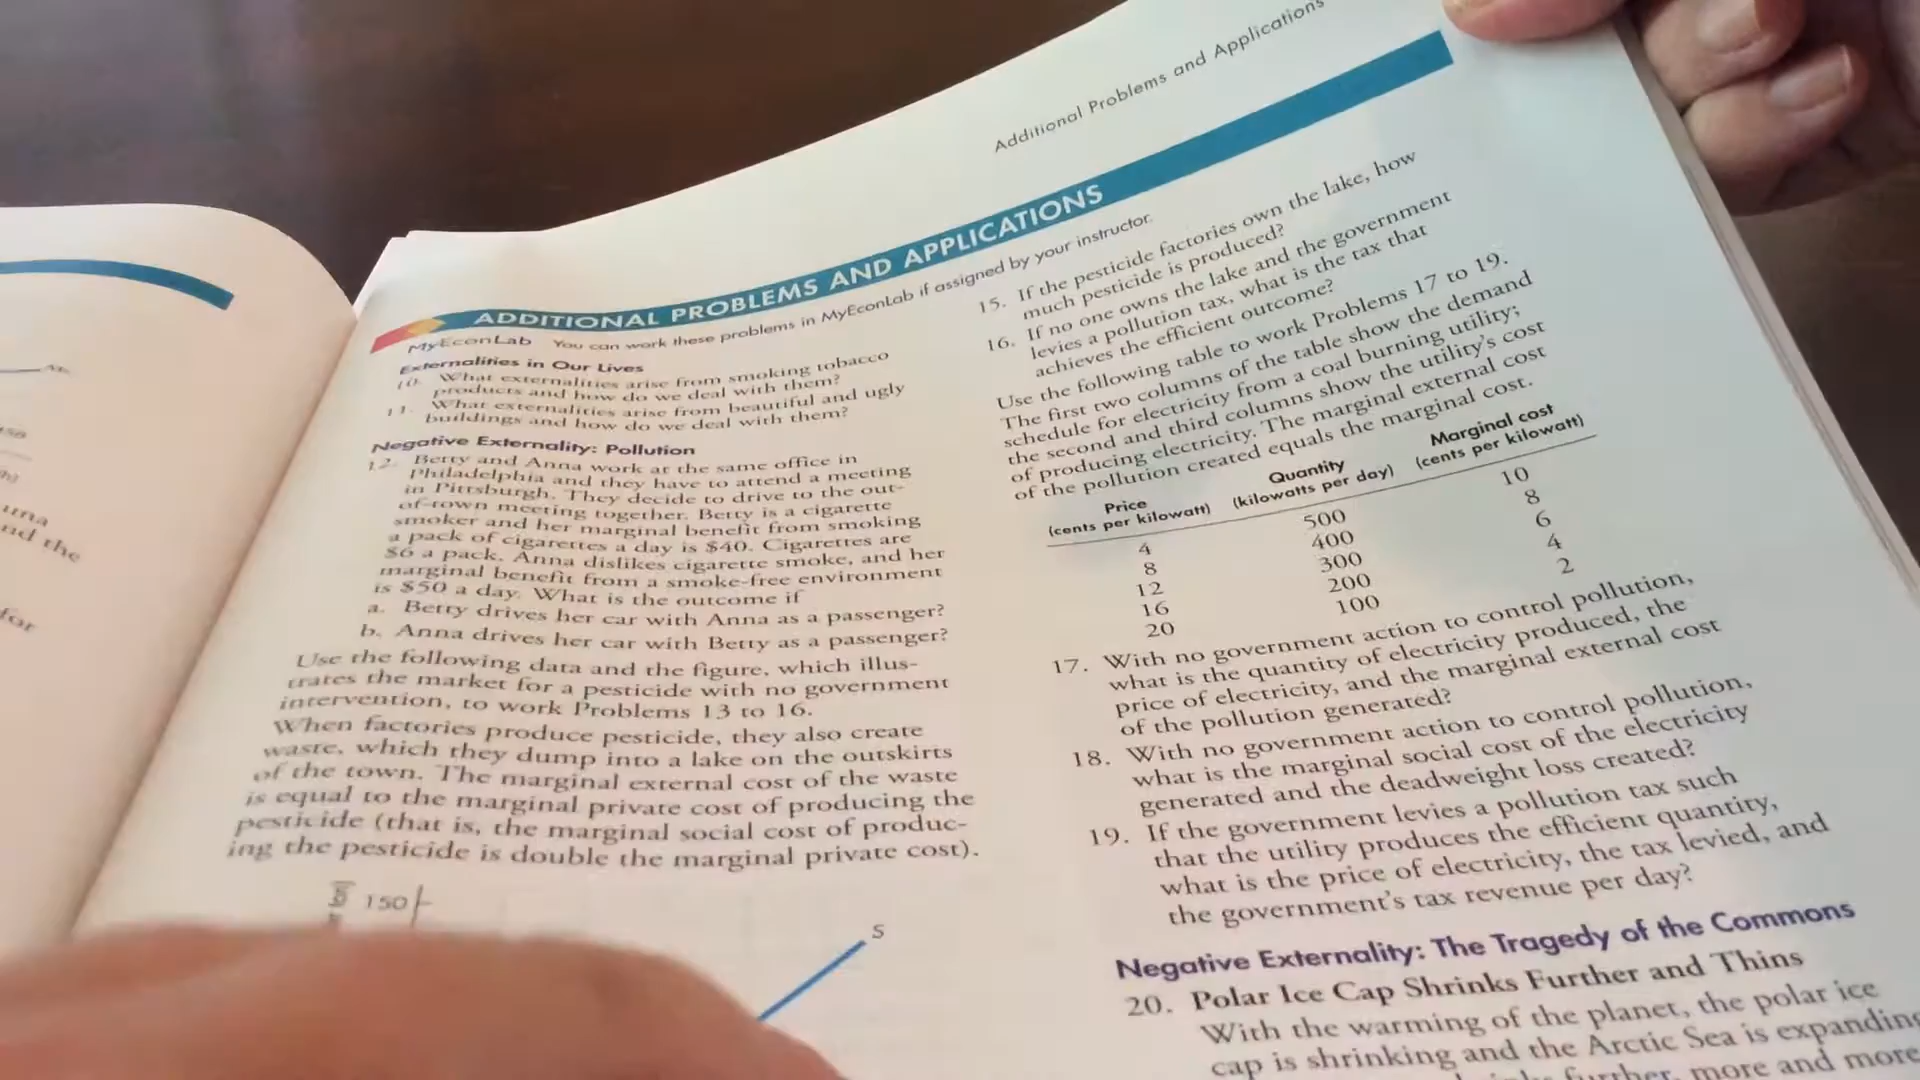 Additional Problems and Applications
ADDITIONAL PROBLEMS AND APPLICATIONS
MyEconLab You can work these problems in MyEconLab if assigned by your instructor.
Externalities in Our Lives
10. What externalities arise from smoking tobacco
products and how do we deal with them?
11. What externalities arise from beautiful and ugly
buildings and how do we deal with them?
Negative Externality: Pollution
12. Betty and Anna work at the same office in
Philadelphia and they have to attend a meeting
in Pittsburgh. They decide to drive to the out-
of-town meeting together. Betty is a cigarette
smoker and her marginal benefit from smoking
a pack of cigarettes a day is $40. Cigarettes are
$6 a pack. Anna dislikes cigarette smoke, and her
marginal benefit from a smoke-free environment
is $50 a day. What is the outcome if
a. Betty drives her car with Anna as a passenger?
b. Anna drives her car with Betty as a passenger?
Use the following data and the figure, which illus-
trates the market for a pesticide with no government
intervention, to work Problems 13 to 16.
When factories produce pesticide, they also create
waste, which they dump into a lake on the outskirts
of the town. The marginal external cost of the waste
is equal to the marginal private cost of producing the
pesticide (that is, the marginal social cost of produc-
ing the pesticide is double the marginal private cost).
150
S
15. If the pesticide factories own the lake, how
much pesticide is produced?
16. If no one owns the lake and the government
levies a pollution tax, what is the tax that
achieves the efficient outcome?
Use the following table to work Problems 17 to 19.
The first two columns of the table show the demand
schedule for electricity from a coal burning utility;
the second and third columns show the utility's cost
of producing electricity. The marginal external cost
of the pollution created equals the marginal cost.
Price Quantity Marginal cost
(cents per kilowatt) (kilowatts per day) (cents per kilowatt)
4 500 10
8 400 8
12 300 6
16 200 4
20 100 2
17. With no government action to control pollution,
what is the quantity of electricity produced, the
price of electricity, and the marginal external cost
of the pollution generated?
18. With no government action to control pollution,
what is the marginal social cost of the electricity
generated and the deadweight loss created?
19. If the government levies a pollution tax such
that the utility produces the efficient quantity,
what is the price of electricity, the tax levied, and
the government's tax revenue per day?
Negative Externality: The Tragedy of the Commons
20. Polar Ice Cap Shrinks Further and Thins
With the warming of the planet, the polar ice
cap is shrinking and the Arctic Sea is expanding
further, more and more